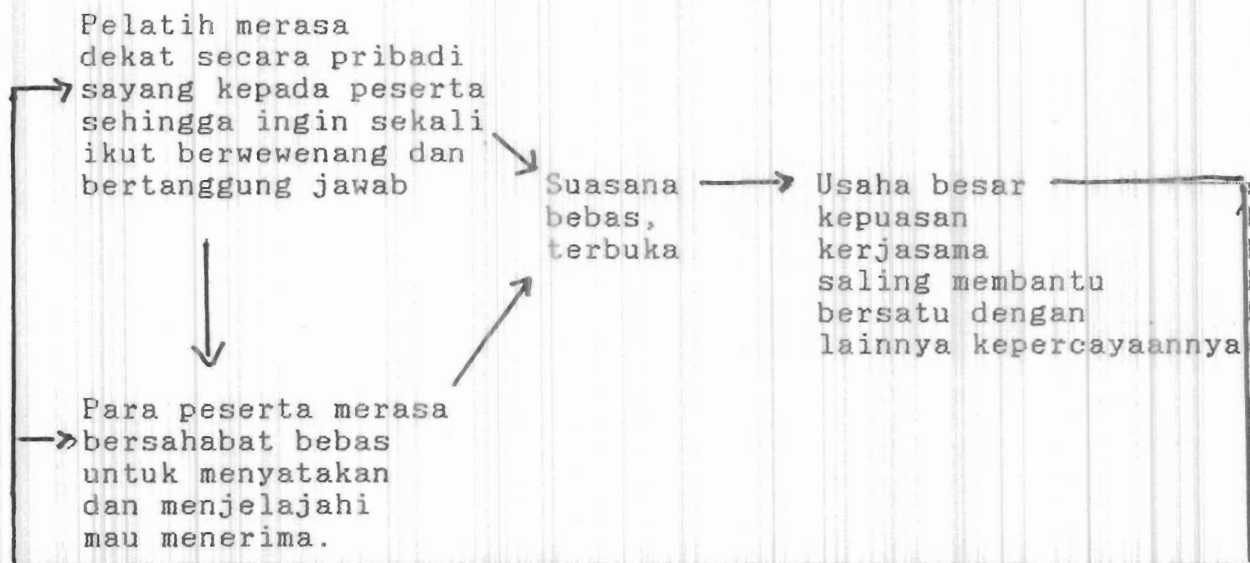 Pelatih merasa
dekat secara pribadi
sayang kepada peserta
sehingga ingin sekali
ikut berwewenang dan
bertanggung jawab
Suasana
bebas,
terbuka
Usaha besar
kepuasan
kerjasama
saling membantu
bersatu dengan
lainnya kepercayaannya
Para peserta merasa
bersahabat bebas
untuk menyatakan
dan menjelajahi
mau menerima.